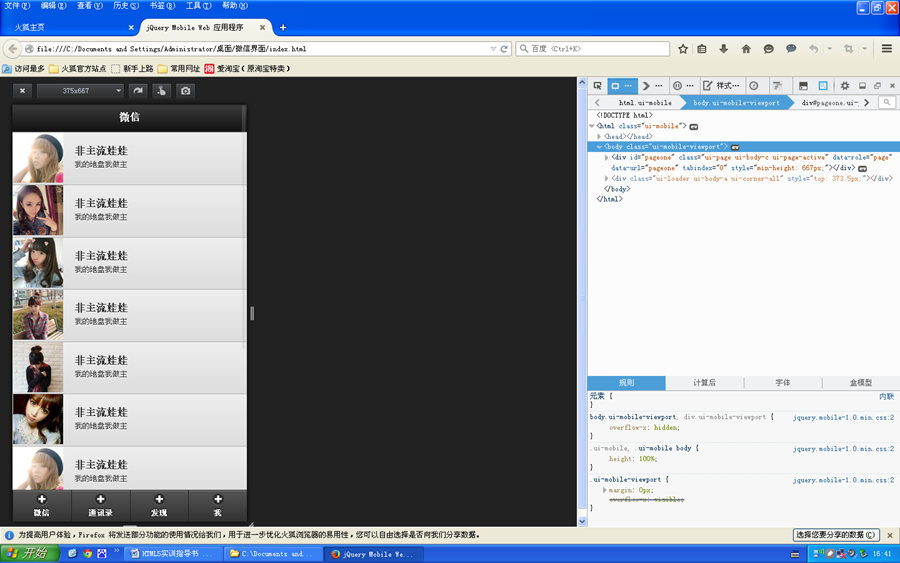 文件(F) 编辑(E) 查看(V) 历史(S) 书签(B) 工具(T) 帮助(H)
火狐主页 × jQuery Mobile Web 应用程序 × +
file:///C:/Documents and Settings/Administrator/桌面/微信界面/index.html 百度 <Ctrl+K>
访问最多 火狐官方站点 新手上路 常用网址 爱淘宝（原淘宝特卖）
× 375x667
微信
非主流娃娃
我的地盘我做主
非主流娃娃
我的地盘我做主
非主流娃娃
我的地盘我做主
非主流娃娃
我的地盘我做主
非主流娃娃
我的地盘我做主
非主流娃娃
我的地盘我做主
非主流娃娃
我的地盘我做主
微信 通讯录 发现 我
样式…
html.ui-mobile body.ui-mobile-viewport div#pageone.ui-
<!DOCTYPE html>
<html class="ui-mobile"> ev
<head></head>
<body class="ui-mobile-viewport"> ev
<div id="pageone" class="ui-page ui-body-c ui-page-active" data-role="page"
data-url="pageone" tabindex="0" style="min-height: 667px;"></div> ev
<div class="ui-loader ui-body-a ui-corner-all" style="top: 373.5px;"></div>
</body>
</html>
规则 计算后 字体 盒模型
元素 { 内联
}
body.ui-mobile-viewport, div.ui-mobile-viewport { jquery.mobile-1.0.min.css:2
overflow-x: hidden;
}
.ui-mobile, .ui-mobile body { jquery.mobile-1.0.min.css:2
height: 100%;
}
.ui-mobile-viewport { jquery.mobile-1.0.min.css:2
margin: 0px;
overflow-x: visible;
}
为提高用户体验，Firefox 将发送部分功能的使用情况给我们，用于进一步优化火狐浏览器的易用性，您可以自由选择是否向我们分享数据。 选择您要分享的数据(C) ×
开始 HTML5实训指导书 ... C:\Documents and... jQuery Mobile We... 16:41